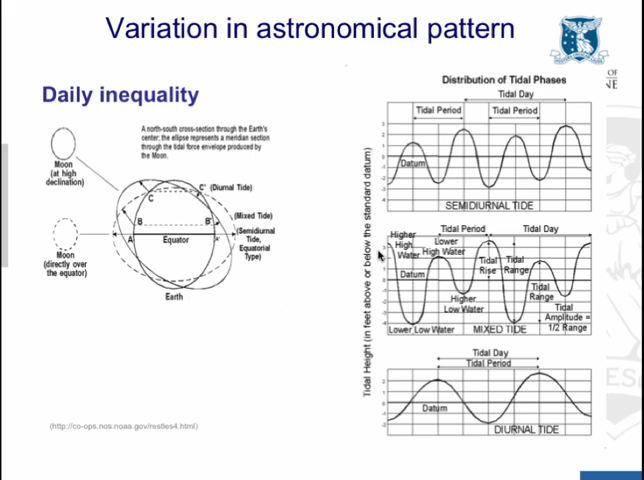 Variation in astronomical pattern
OF
NE
Daily inequality
A north-south cross-section through the Earth's
center; the ellipse represents a meridian section
through the tidal force envelope produced by
the Moon.
Moon
(at high
declination)
C
C' (Diurnal Tide)
B
B'
(Mixed Tide)
A
Equator
(Semidiurnal
Tide,
Equatorial
Type)
Moon
(directly over
the equator)
Earth
(http://co-ops.nos.noaa.gov/restles4.html)
Distribution of Tidal Phases
Tidal Day
Tidal Period
Tidal Period
Datum
SEMIDIURNAL TIDE
Tidal Period
Tidal Day
Higher
High
Water
Lower
High Water
Tidal
Rise
Tidal
Range
Datum
Higher
Low Water
Tidal
Range
Tidal
Amplitude =
1/2 Range
Lower Low Water
MIXED TIDE
Tidal Day
Tidal Period
Datum
DIURNAL TIDE
Tidal Height (in feet above or below the standard datum)